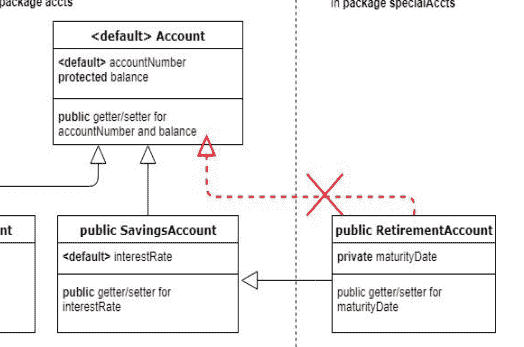 package accts
in package specialAccts
<default> Account
<default> accountNumber
protected balance
public getter/setter for
accountNumber and balance
nt
public SavingsAccount
<default> interestRate
public getter/setter for
interestRate
public RetirementAccount
private maturityDate
public getter/setter for
maturityDate